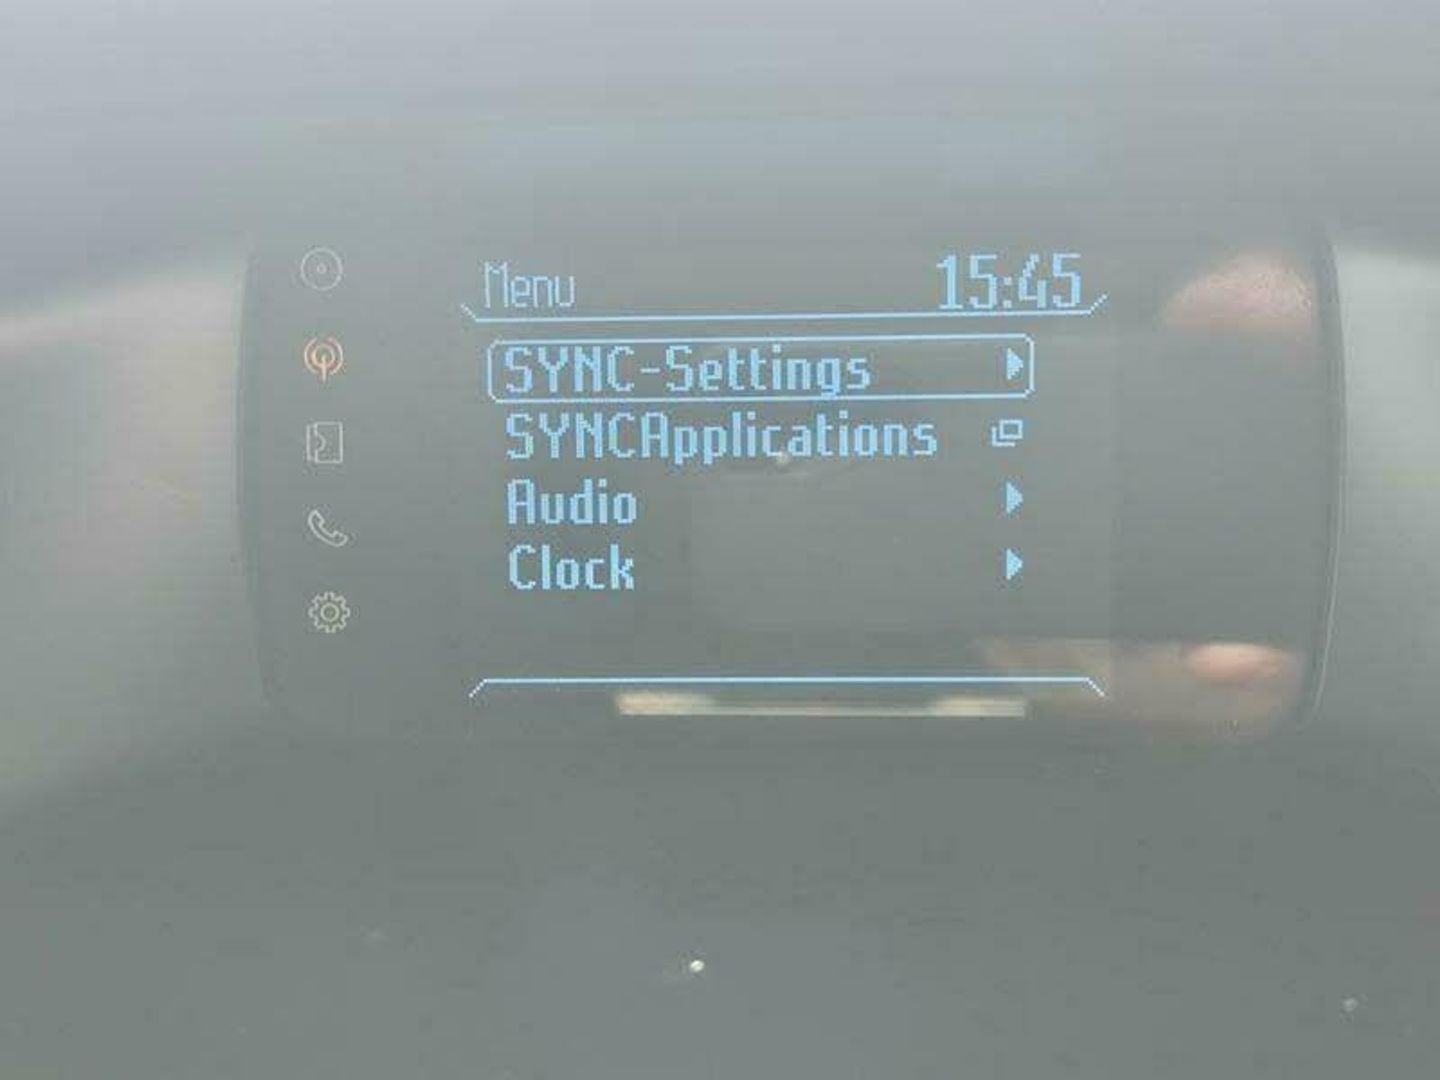 Menu 15:45
SYNC-Settings
SYNCApplications
Audio
Clock